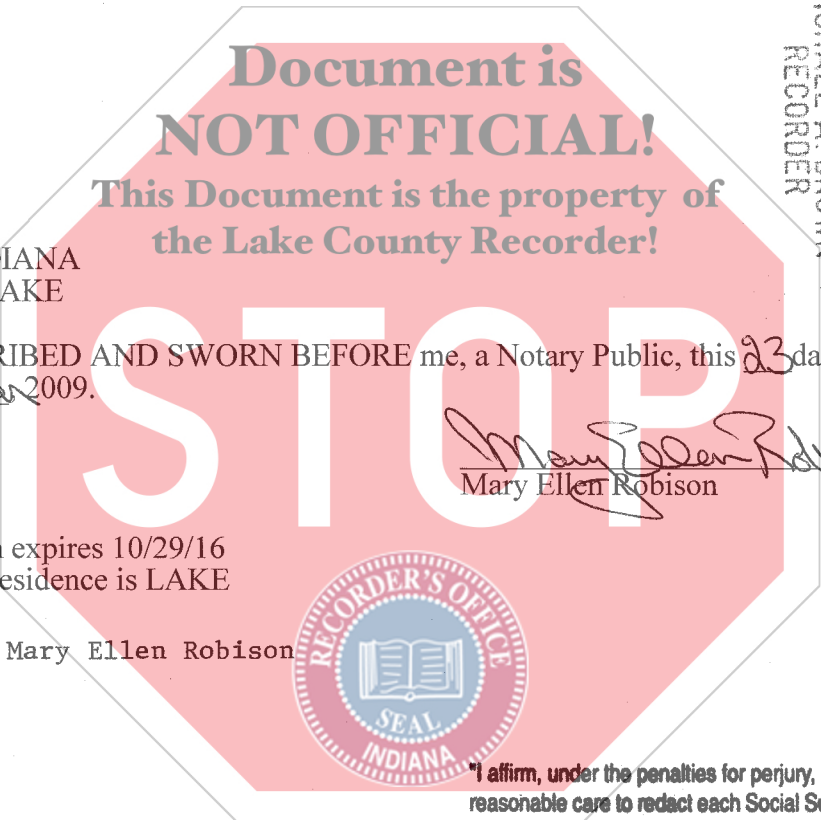 Document is
NOT OFFICIAL!
This Document is the property of
the Lake County Recorder!
RECORDER
IANA
AKE
RIBED AND SWORN BEFORE me, a Notary Public, this 23 da
2009.
STOP
Mary Ellen
Mary Ellen Robison
expires 10/29/16
esidence is LAKE
Mary Ellen Robison
RECORDER'S OFFICE
SEAL
INDIANA
"I affirm, under the penalties for perjury,
reasonable care to redact each Social Se